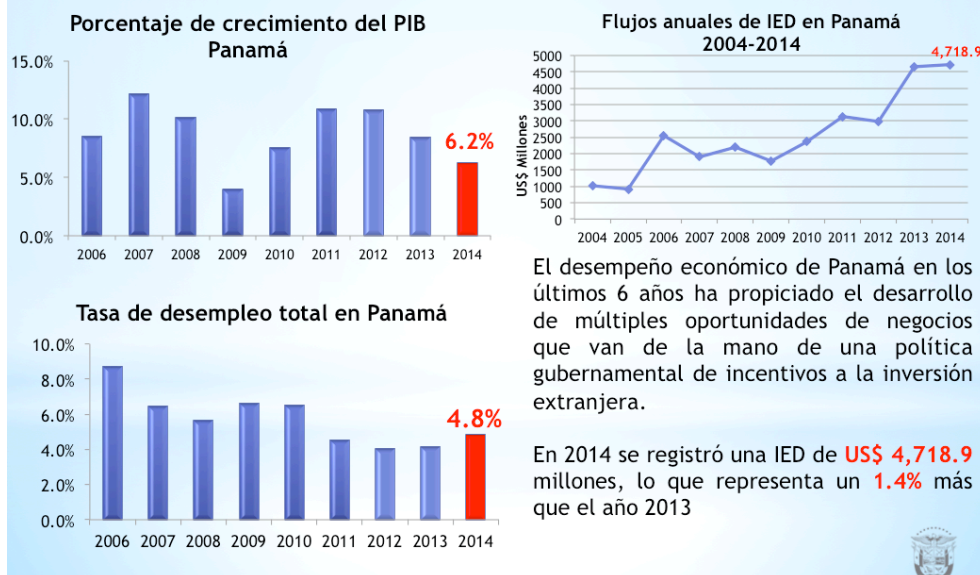 Porcentaje de crecimiento del PIB
Panamá
15.0%
10.0%
5.0%
0.0%
6.2%
2006 2007 2008 2009 2010 2011 2012 2013 2014
Tasa de desempleo total en Panamá
10.0%
8.0%
6.0%
4.0%
2.0%
0.0%
4.8%
2006 2007 2008 2009 2010 2011 2012 2013 2014
Flujos anuales de IED en Panamá
2004-2014
4,718.9
US$ Millones
5000
4500
4000
3500
3000
2500
2000
1500
1000
500
0
2004 2005 2006 2007 2008 2009 2010 2011 2012 2013 2014
El desempeño económico de Panamá en los
últimos 6 años ha propiciado el desarrollo
de múltiples oportunidades de negocios
que van de la mano de una política
gubernamental de incentivos a la inversión
extranjera.
En 2014 se registró una IED de US$ 4,718.9
millones, lo que representa un 1.4% más
que el año 2013